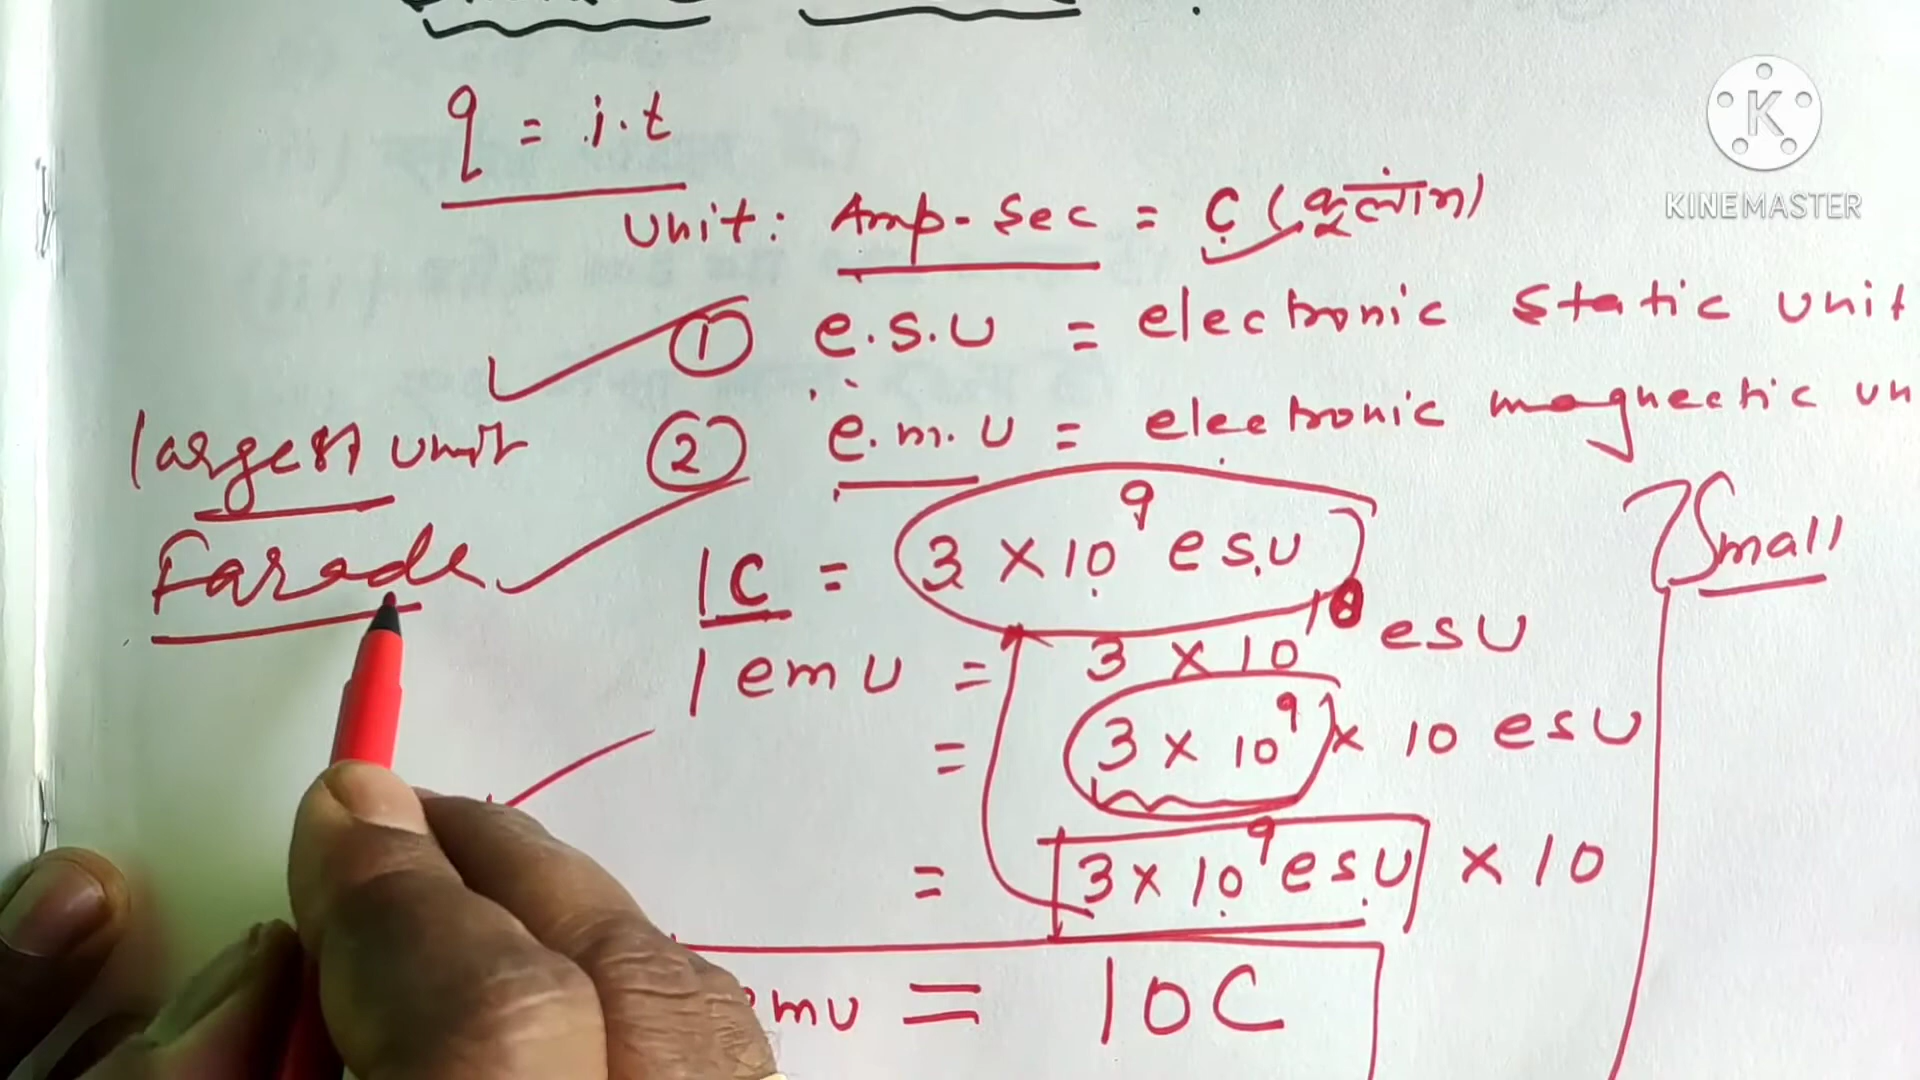 q = i.t
KINEMASTER
Unit: Amp-Sec = C (कूलॉम)
① e.s.u = electronic static unit
② e.m.u = electronic magnectic un
largest unit
Farade
Small
1C = 3 × 10⁹ esu
1 emu = 3 × 10¹⁰ esu
= 3 × 10⁹ × 10 esu
= 3 × 10⁹ esu × 10
emu = 10C